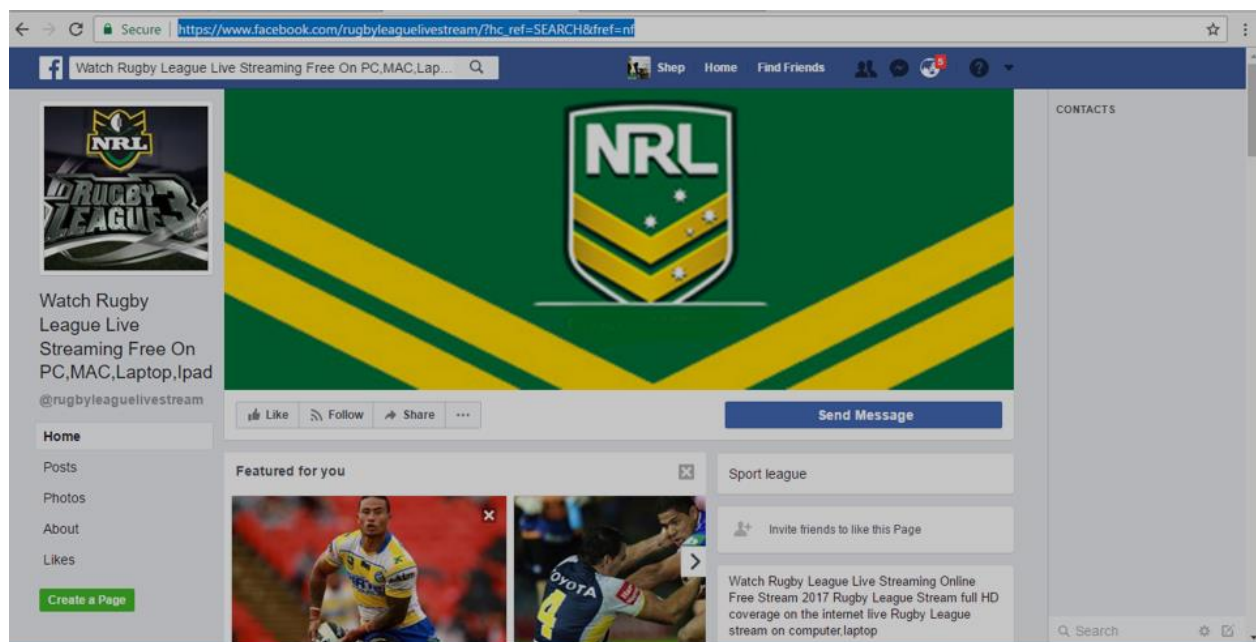 Secure https://www.facebook.com/rugbyleaguelivestream/?hc_ref=SEARCH&fref=nf
Watch Rugby League Live Streaming Free On PC,MAC,Lap...
Shep Home Find Friends 5
NRL
RUGBY
LEAGUE 3
Watch Rugby
League Live
Streaming Free On
PC,MAC,Laptop,Ipad
@rugbyleaguelivestream
Home
Posts
Photos
About
Likes
Create a Page
NRL
Like Follow Share ...
Send Message
Featured for you
TOYOTA
4
Sport league
Invite friends to like this Page
Watch Rugby League Live Streaming Online
Free Stream 2017 Rugby League Stream full HD
coverage on the internet live Rugby League
stream on computer,laptop
CONTACTS
Search